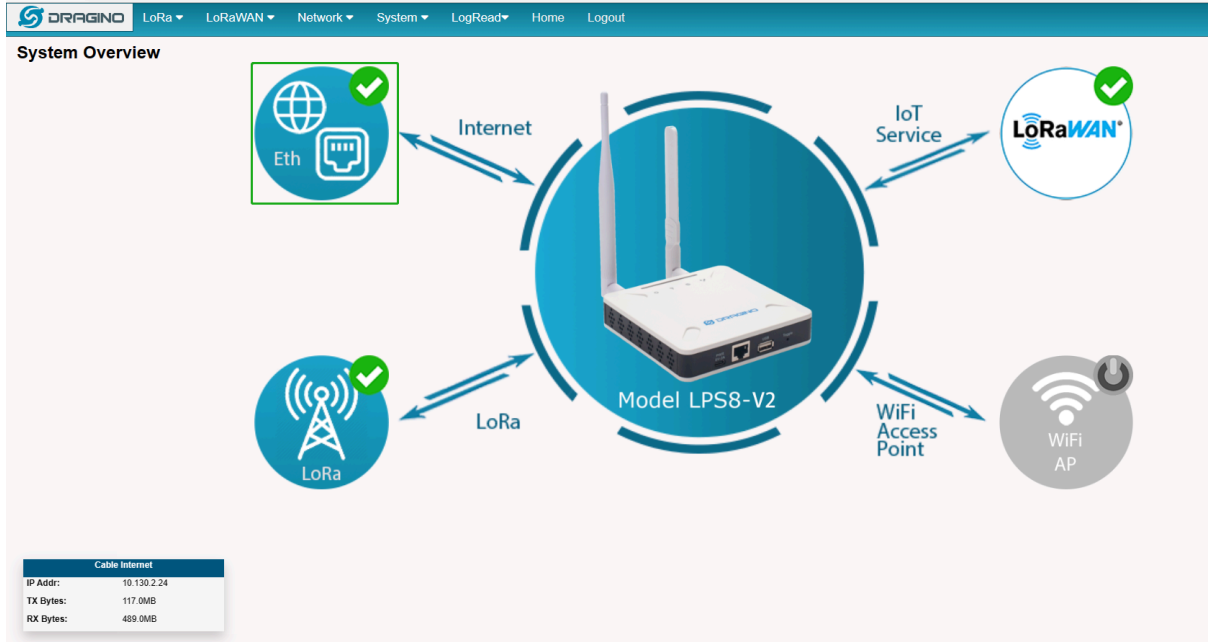 DRAGINO LoRa LoRaWAN Network System LogRead Home Logout
System Overview
Eth
Internet
IoT
Service
LoRaWAN®
DRAGINO
Model LPS8-V2
LoRa
LoRa
WiFi
Access
Point
WiFi
AP
Cable Internet
IP Addr: 10.130.2.24
TX Bytes: 117.0MB
RX Bytes: 489.0MB